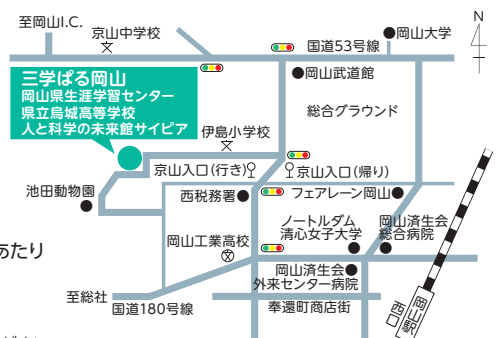 至岡山I.C.
京山中学校
岡山大学
N
国道53号線
三学ぱる岡山
岡山県生涯学習センター
県立烏城高等学校
人と科学の未来館サイピア
岡山武道館
総合グラウンド
伊島小学校
京山入口(行き)
京山入口(帰り)
池田動物園
西税務署
フェアレーン岡山
ノートルダム
清心女子大学
岡山済生会
総合病院
あたり
岡山工業高校
岡山済生会
外来センター病院
至総社
国道180号線
奉還町商店街
岡山駅
西口